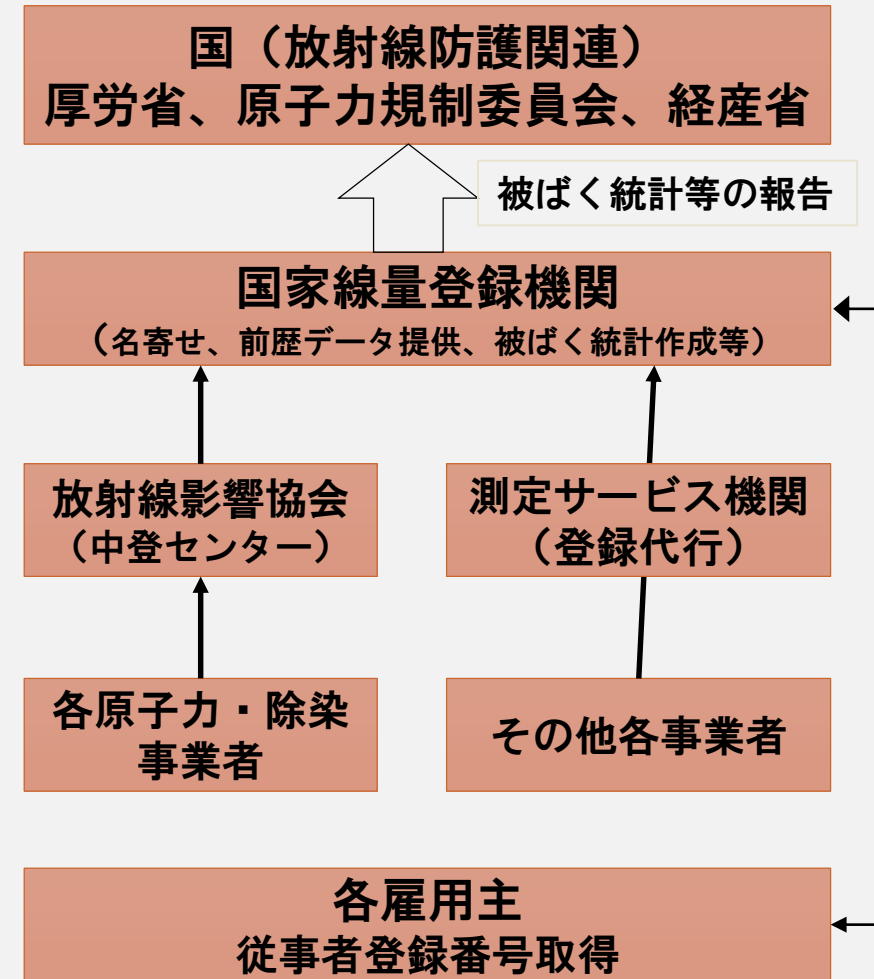 国（放射線防護関連）
厚労省、原子力規制委員会、経産省
被ばく統計等の報告
国家線量登録機関
（名寄せ、前歴データ提供、被ばく統計作成等）
放射線影響協会
（中登センター）
測定サービス機関
（登録代行）
各原子力・除染
事業者
その他各事業者
各雇用主
従事者登録番号取得